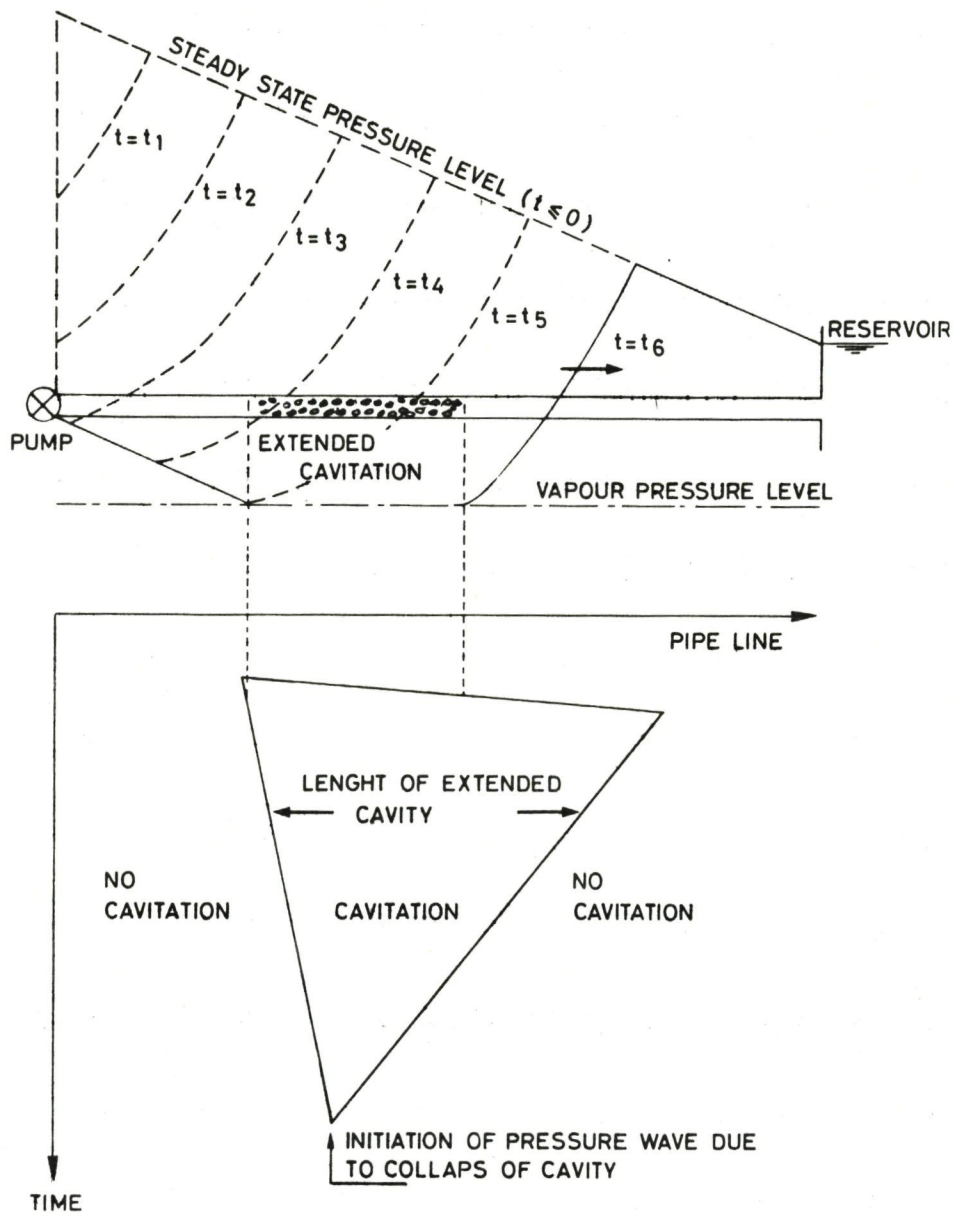 STEADY STATE PRESSURE LEVEL (t ≤ 0)
t=t1
t=t2
t=t3
t=t4
t=t5
t=t6
RESERVOIR
PUMP
EXTENDED
CAVITATION
VAPOUR PRESSURE LEVEL
PIPE LINE
LENGHT OF EXTENDED
CAVITY
NO
CAVITATION
CAVITATION
NO
CAVITATION
INITIATION OF PRESSURE WAVE DUE
TO COLLAPS OF CAVITY
TIME